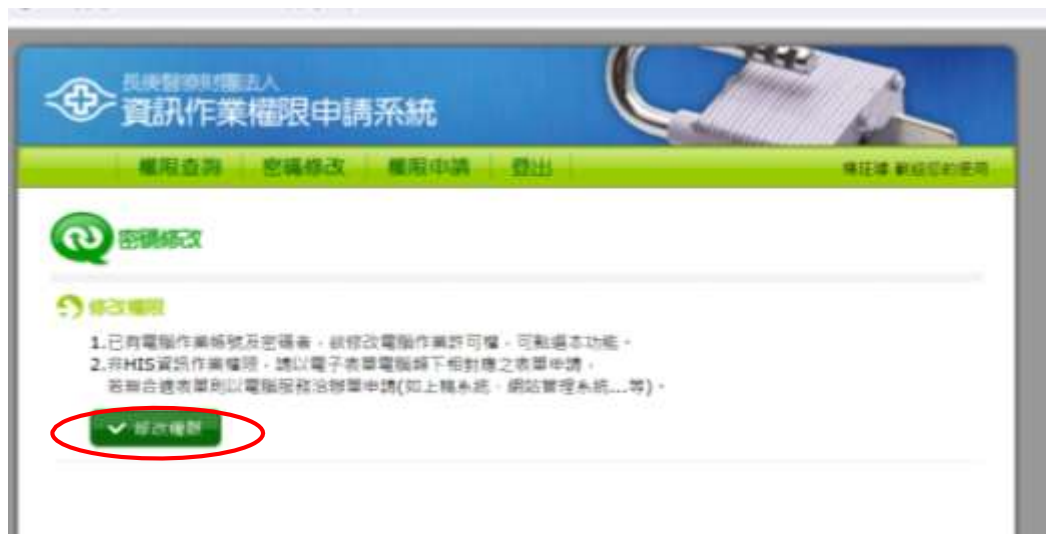 長庚醫療財團法人
資訊作業權限申請系統
權限查詢 密碼修改 權限申請 登出
歡迎您的使用
密碼修改
修改權限
1.已有電腦作業帳號及密碼者，欲修改電腦作業許可權，可點選本功能。
2.非HIS資訊作業權限，請以電子表單電腦類下相對應之表單申請，
若無合適表單則以電腦服務洽辦單申請(如上稿系統、網站管理系統...等)。
修改權限